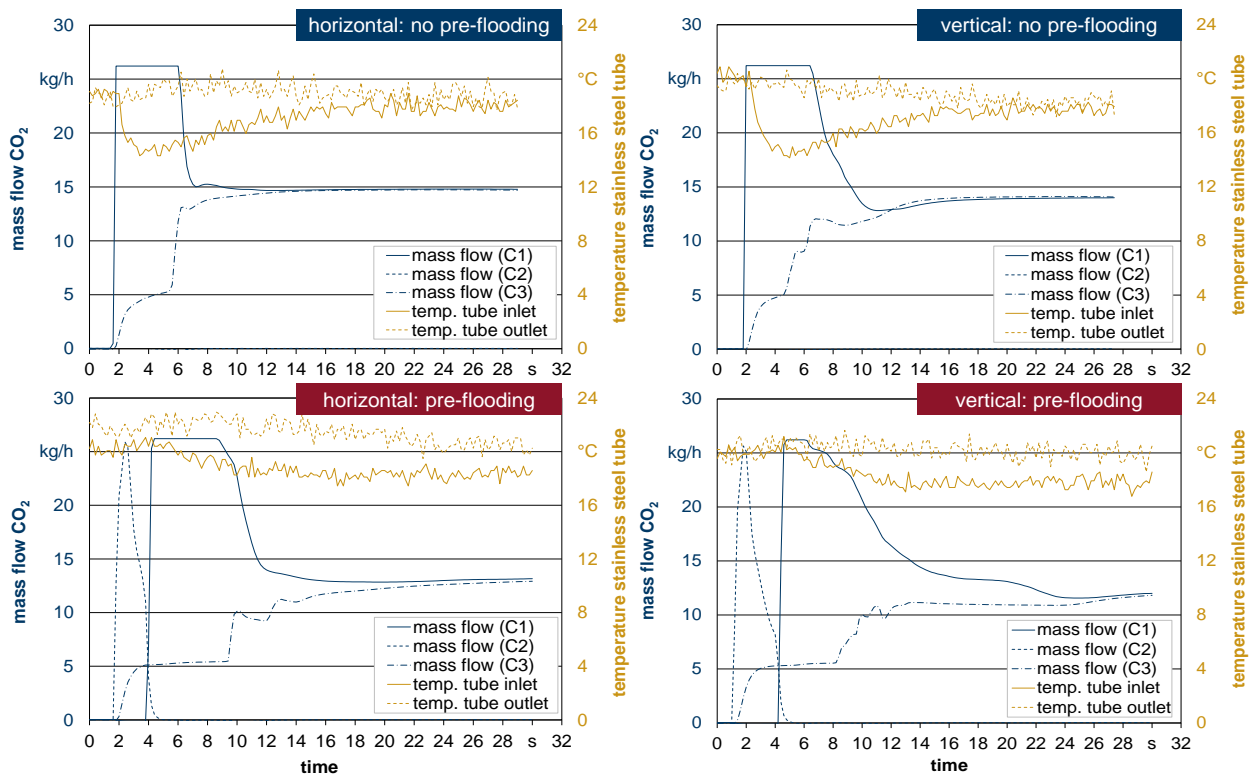 horizontal: no pre-flooding
mass flow CO2
30
kg/h
20
15
10
5
0
24
°C
16
12
8
4
0
temperature stainless steel tube
mass flow (C1)
mass flow (C2)
mass flow (C3)
temp. tube inlet
temp. tube outlet
0 2 4 6 8 10 12 14 16 18 20 22 24 26 28 s 32
vertical: no pre-flooding
mass flow CO2
30
kg/h
20
15
10
5
0
24
°C
16
12
8
4
0
temperature stainless steel tube
mass flow (C1)
mass flow (C2)
mass flow (C3)
temp. tube inlet
temp. tube outlet
0 2 4 6 8 10 12 14 16 18 20 22 24 26 28 s 32
horizontal: pre-flooding
mass flow CO2
30
kg/h
20
15
10
5
0
24
°C
16
12
8
4
0
temperature stainless steel tube
mass flow (C1)
mass flow (C2)
mass flow (C3)
temp. tube inlet
temp. tube outlet
0 2 4 6 8 10 12 14 16 18 20 22 24 26 28 s 32
time
vertical: pre-flooding
mass flow CO2
30
kg/h
20
15
10
5
0
24
°C
16
12
8
4
0
temperature stainless steel tube
mass flow (C1)
mass flow (C2)
mass flow (C3)
temp. tube inlet
temp. tube outlet
0 2 4 6 8 10 12 14 16 18 20 22 24 26 28 s 32
time